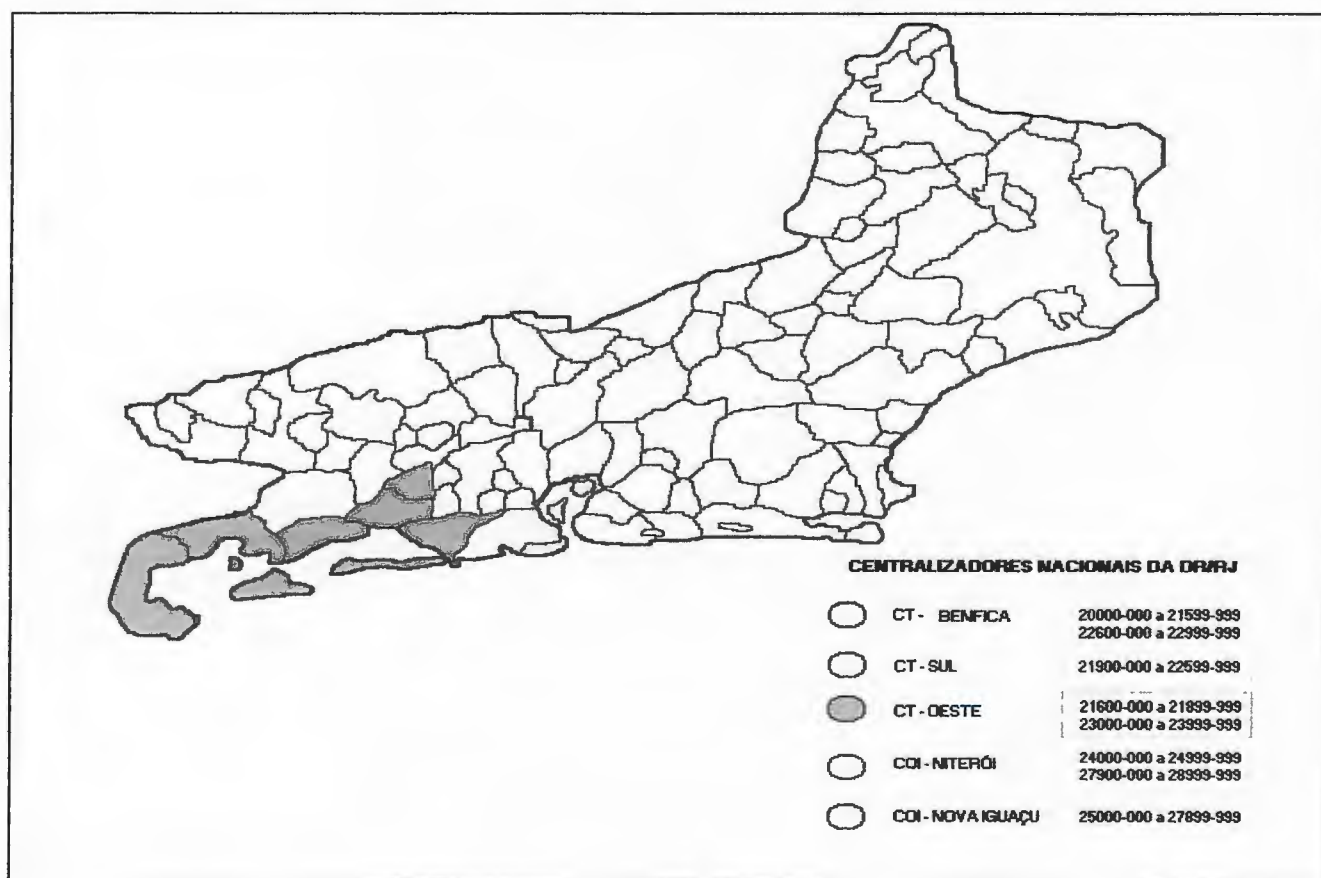 CENTRALIZADORES NACIONAIS DA DR/RJ
CT - BENFICA 20000-000 a 21599-999
22600-000 a 22999-999
CT - SUL 21900-000 a 22599-999
CT - OESTE 21600-000 a 21899-999
23000-000 a 23999-999
COI - NITERÓI 24000-000 a 24999-999
27900-000 a 28999-999
COI - NOVA IGUAÇU 25000-000 a 27899-999